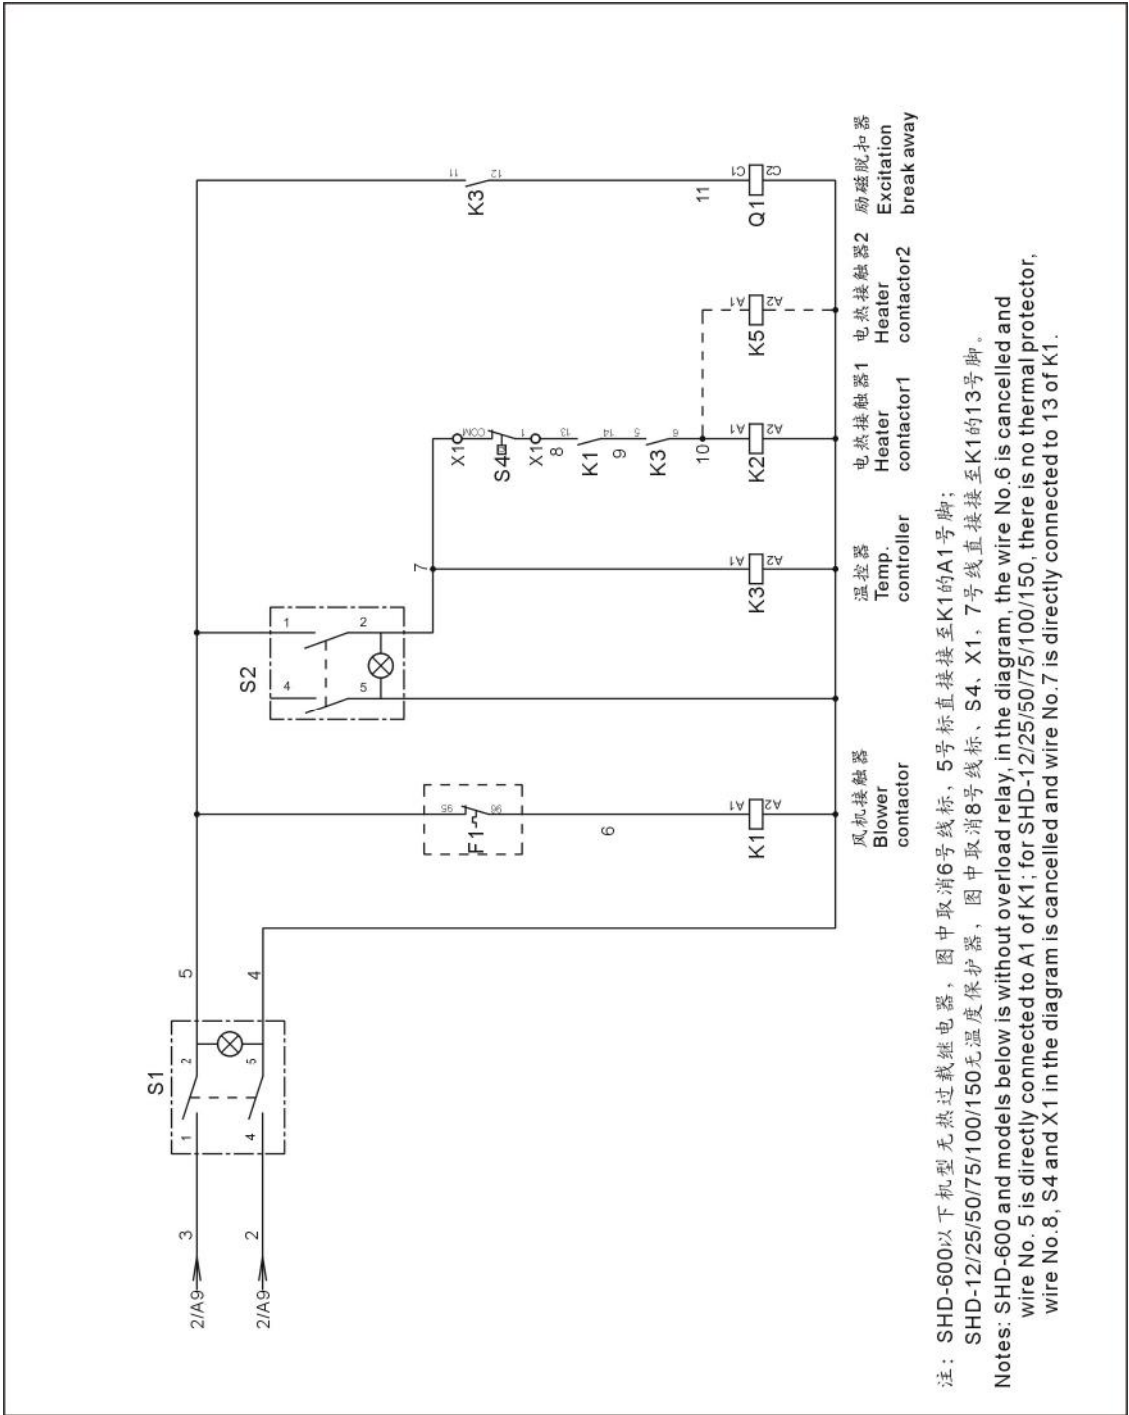 S1
3
1
2
5
2/A9
2/A9
2
4
5
4
S2
4
1
5
2
7
95
F1
96
6
X1
COM
S4
1
X1
8
13
K1
14
9
5
K3
6
10
11
K3
12
11
K1
A1
A2
K3
A1
A2
K2
A1
A2
K5
A1
A2
Q1
C1
C2
风机接触器
Blower
contactor
温控器
Temp.
controller
电热接触器1
Heater
contactor1
电热接触器2
Heater
contactor2
励磁脱扣器
Excitation
break away
注：SHD-600以下机型无热过载继电器，图中取消6号线标，5号标直接接至K1的A1号脚；
SHD-12/25/50/75/100/150无温度保护器，图中取消8号线标、S4、X1，7号线直接接至K1的13号脚。
Notes: SHD-600 and models below is without overload relay, in the diagram, the wire No.6 is cancelled and
wire No. 5 is directly connected to A1 of K1; for SHD-12/25/50/75/100/150, there is no thermal protector,
wire No.8, S4 and X1 in the diagram is cancelled and wire No.7 is directly connected to 13 of K1.